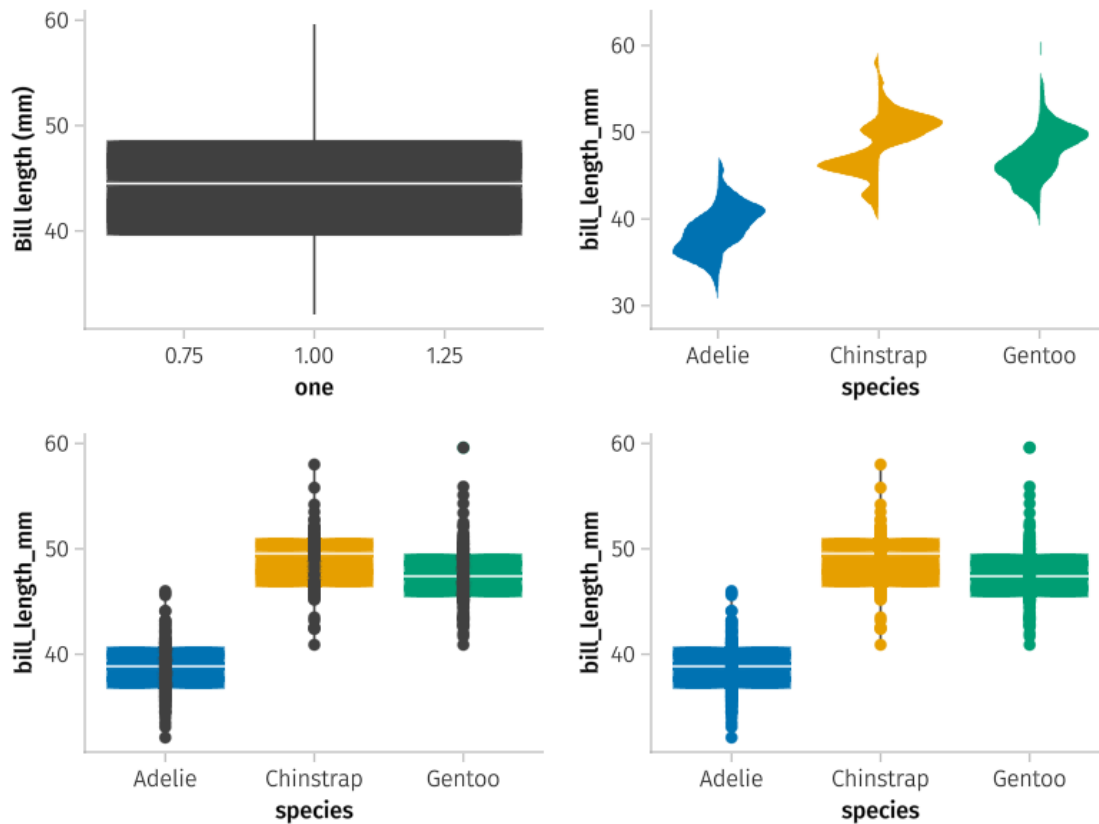 60
50
40
Bill length (mm)
0.75 1.00 1.25
one
60
50
40
30
bill_length_mm
Adelie Chinstrap Gentoo
species
60
50
40
bill_length_mm
Adelie Chinstrap Gentoo
species
60
50
40
bill_length_mm
Adelie Chinstrap Gentoo
species